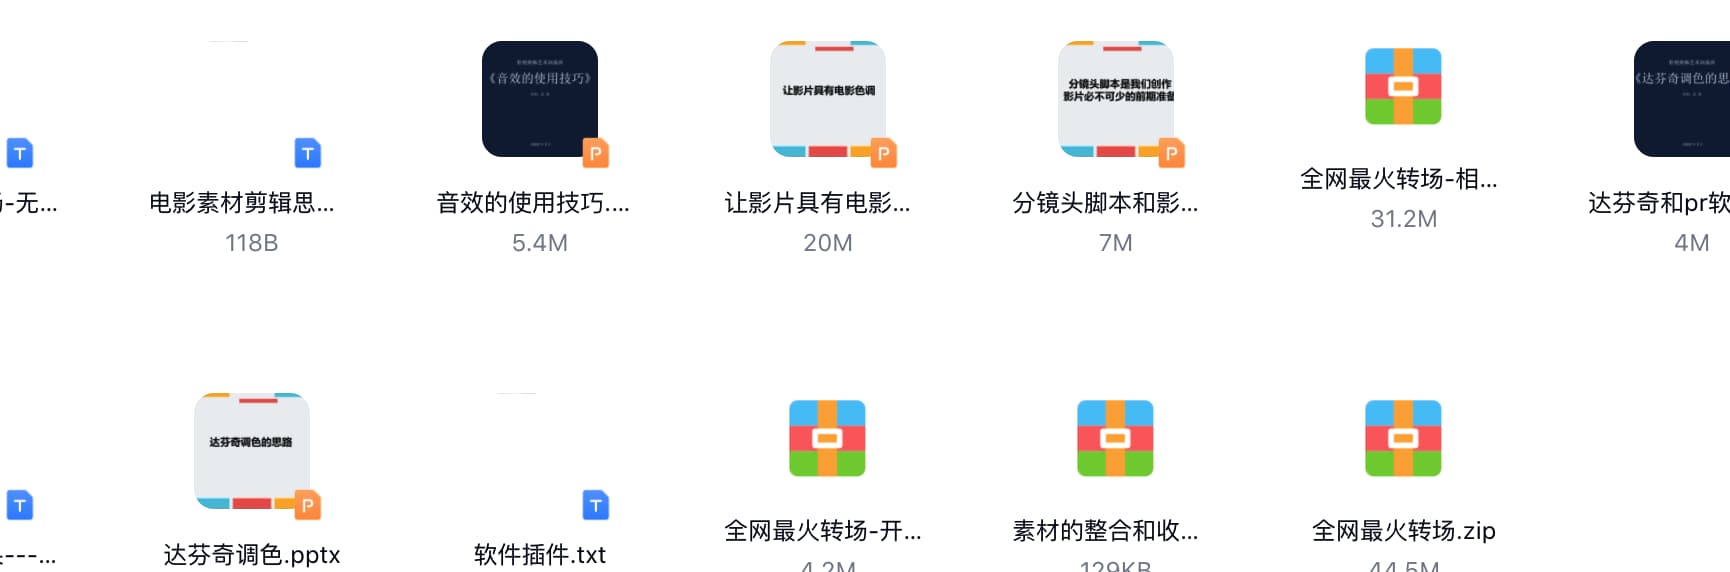 《音效的使用技巧》
让影片具有电影色调
分镜头脚本是我们创作
影片必不可少的前期准备
《达芬奇调色的思
T
T
P
P
P
-无...
电影素材剪辑思...
音效的使用技巧....
让影片具有电影...
分镜头脚本和影...
全网最火转场-相...
达芬奇和pr软
118B
5.4M
20M
7M
31.2M
4M
达芬奇调色的思路
T
P
T
---...
达芬奇调色.pptx
软件插件.txt
全网最火转场-开...
素材的整合和收...
全网最火转场.zip
4.2M
129KB
44.5M